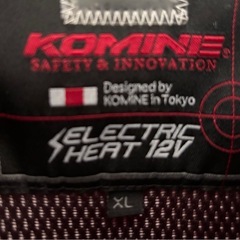 KOMINE®
SAFETY & INNOVATION
Designed by
KOMINE in Tokyo
ELECTRIC
HEAT 12V
XL